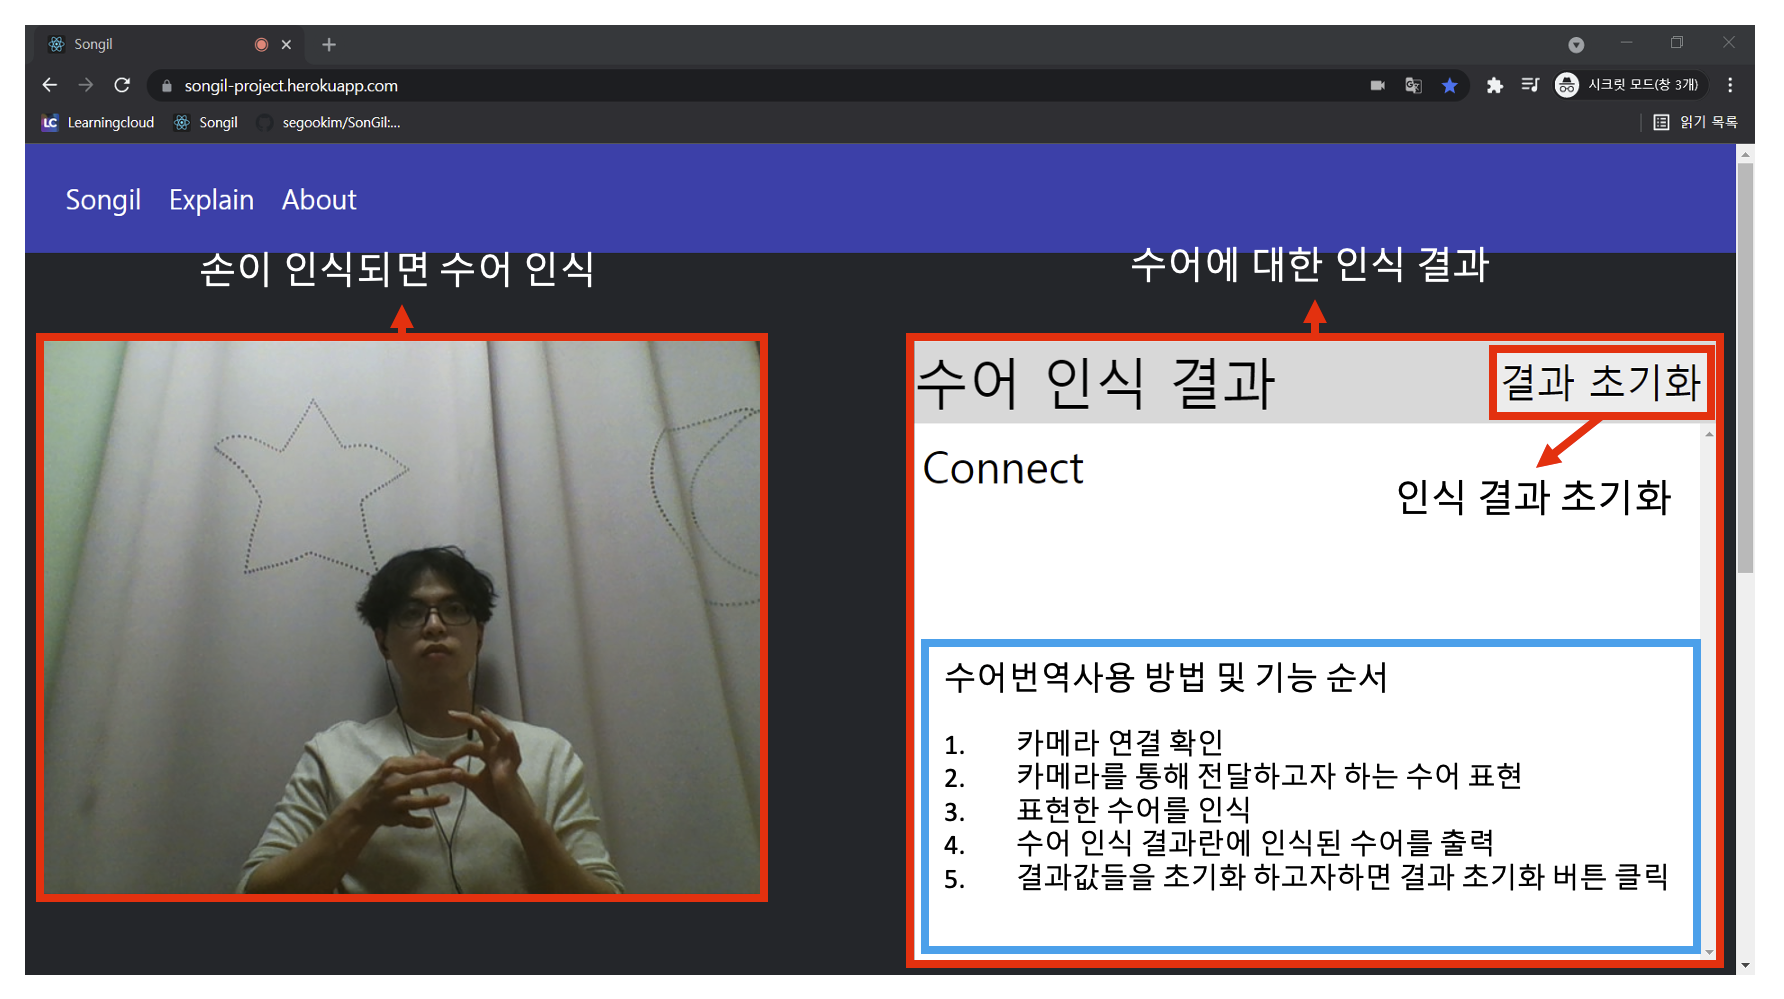 Songil
songil-project.herokuapp.com
시크릿 모드(창 3개)
Learningcloud
Songil
segookim/SonGil:...
읽기 목록
Songil Explain About
손이 인식되면 수어 인식
수어에 대한 인식 결과
수어 인식 결과
결과 초기화
Connect
인식 결과 초기화
수어번역사용 방법 및 기능 순서
1. 카메라 연결 확인
2. 카메라를 통해 전달하고자 하는 수어 표현
3. 표현한 수어를 인식
4. 수어 인식 결과란에 인식된 수어를 출력
5. 결과값들을 초기화 하고자하면 결과 초기화 버튼 클릭